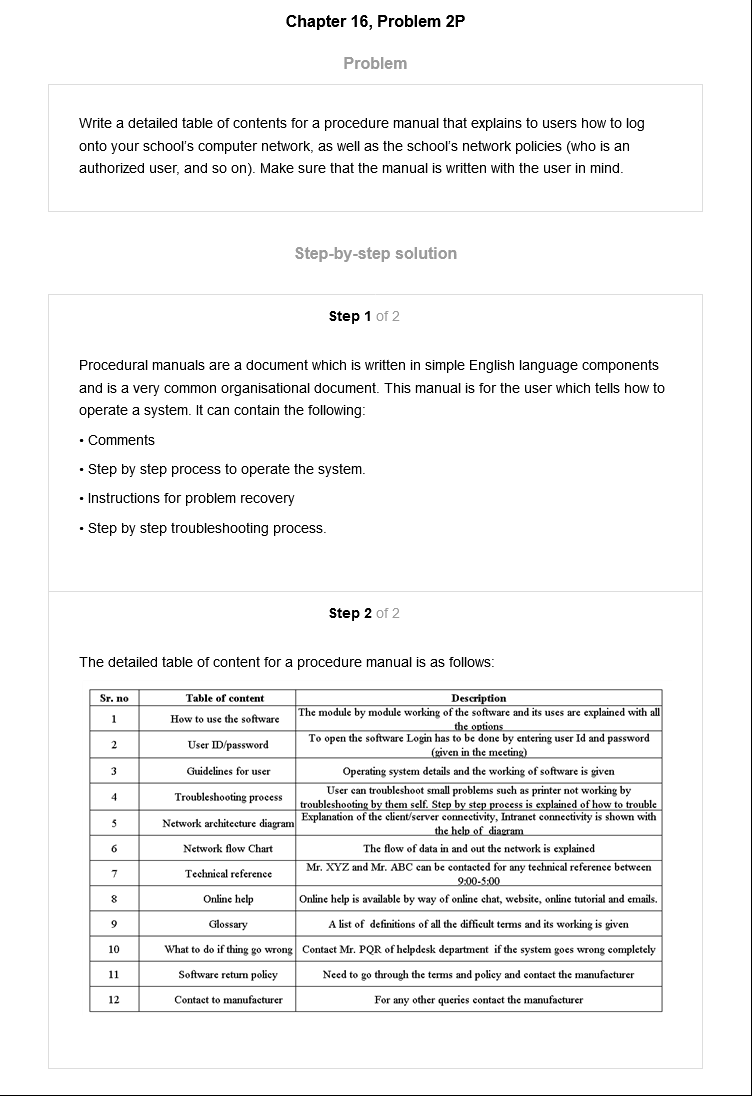 Chapter 16, Problem 2P
Problem
Write a detailed table of contents for a procedure manual that explains to users how to log
onto your school's computer network, as well as the school's network policies (who is an
authorized user, and so on). Make sure that the manual is written with the user in mind.
Step-by-step solution
Step 1 of 2
Procedural manuals are a document which is written in simple English language components
and is a very common organisational document. This manual is for the user which tells how to
operate a system. It can contain the following:
• Comments
• Step by step process to operate the system.
• Instructions for problem recovery
• Step by step troubleshooting process.
Step 2 of 2
The detailed table of content for a procedure manual is as follows:
Sr. no Table of content Description
1 How to use the software The module by module working of the software and its uses are explained with all
the options
2 User ID/password To open the software Login has to be done by entering user Id and password
(given in the meeting)
3 Guidelines for user Operating system details and the working of software is given
4 Troubleshooting process User can troubleshoot small problems such as printer not working by
troubleshooting by them self. Step by step process is explained of how to trouble
5 Network architecture diagram Explanation of the client/server connectivity, Intranet connectivity is shown with
the help of diagram
6 Network flow Chart The flow of data in and out the network is explained
7 Technical reference Mr. XYZ and Mr. ABC can be contacted for any technical reference between
9:00-5:00
8 Online help Online help is available by way of online chat, website, online tutorial and emails.
9 Glossary A list of definitions of all the difficult terms and its working is given
10 What to do if thing go wrong Contact Mr. PQR of helpdesk department if the system goes wrong completely
11 Software return policy Need to go through the terms and policy and contact the manufacturer
12 Contact to manufacturer For any other queries contact the manufacturer